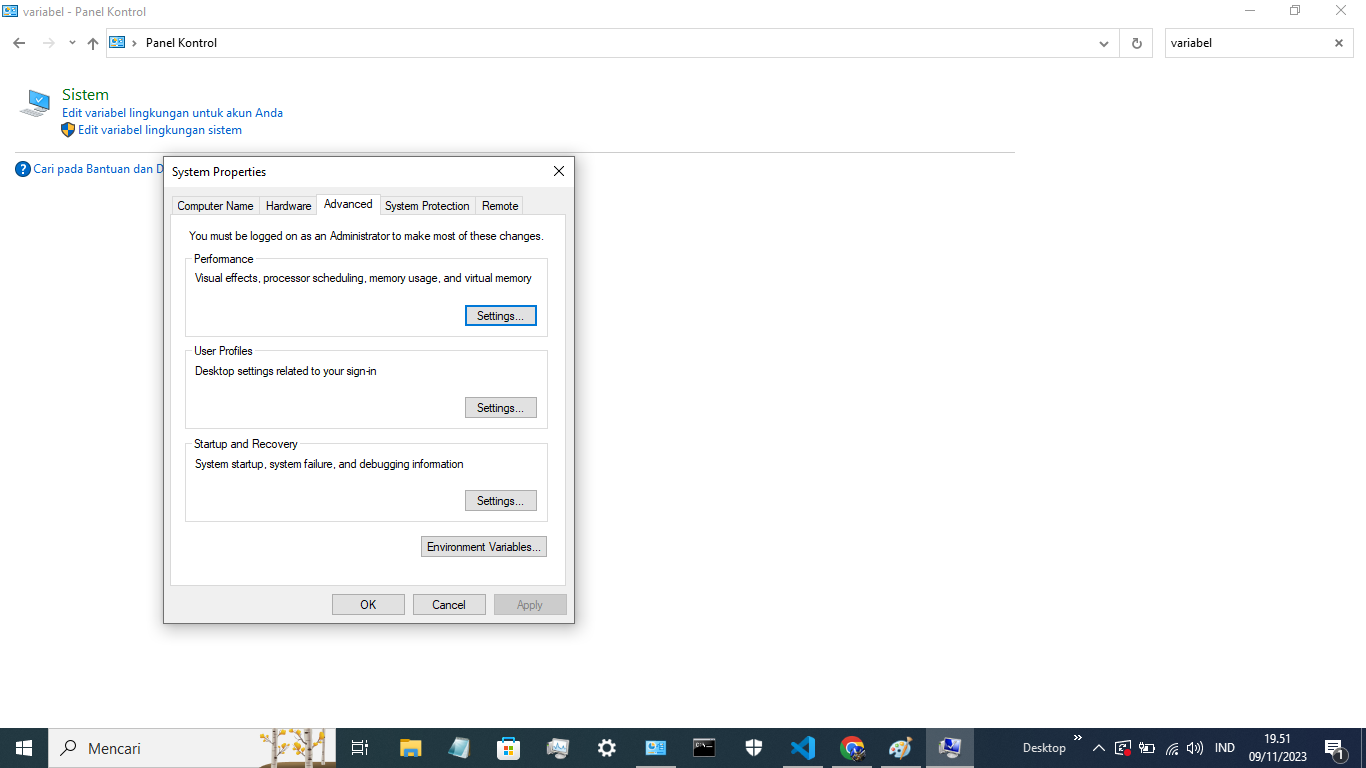 variabel - Panel Kontrol
Panel Kontrol
variabel
Sistem
Edit variabel lingkungan untuk akun Anda
Edit variabel lingkungan sistem
Cari pada Bantuan dan D
System Properties
Computer Name Hardware Advanced System Protection Remote
You must be logged on as an Administrator to make most of these changes.
Performance
Visual effects, processor scheduling, memory usage, and virtual memory
Settings...
User Profiles
Desktop settings related to your sign-in
Settings...
Startup and Recovery
System startup, system failure, and debugging information
Settings...
Environment Variables...
OK Cancel Apply
Mencari
Desktop
IND
19.51
09/11/2023
1